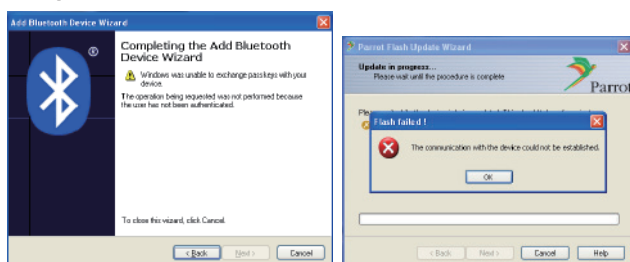 Add Bluetooth Device Wizard
Completing the Add Bluetooth
Device Wizard
Windows was unable to exchange passkeys with your
device.
The operation being requested was not performed because
the user has not been authenticated.
To close this wizard, click Cancel.
< Back
Next >
Cancel
Parrot Flash Update Wizard
Update in progress...
Please wait until the procedure is complete
Parrot
Flash failed !
The communication with the device could not be established.
OK
< Back
Next >
Cancel
Help